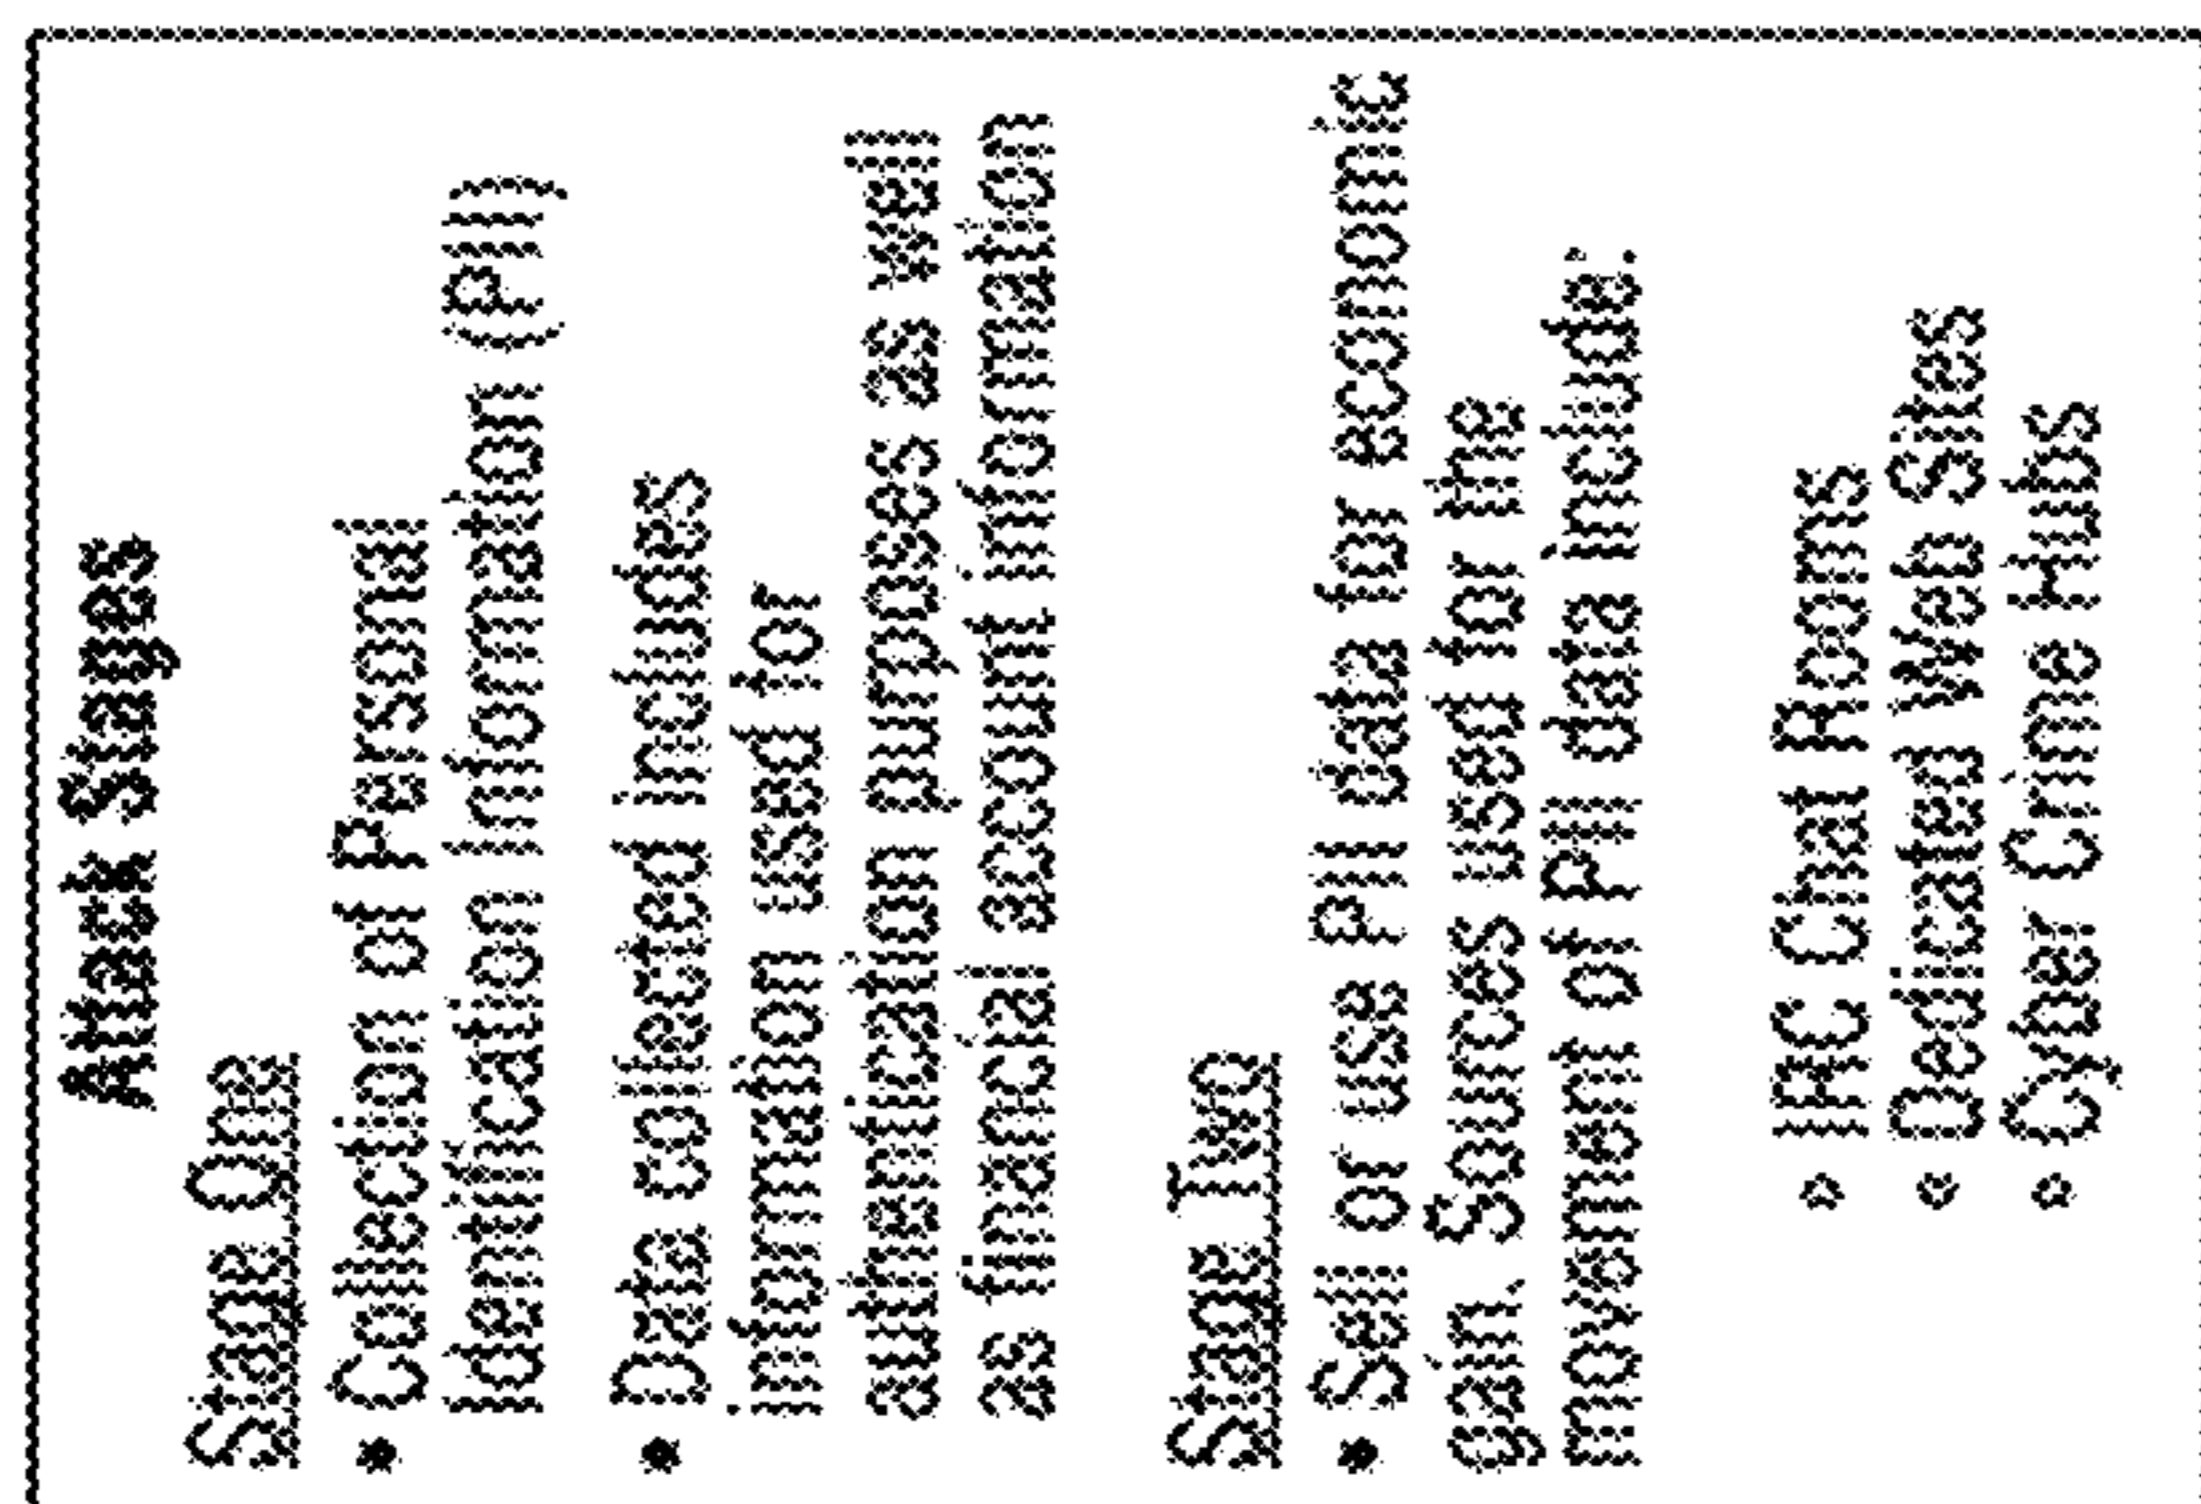 Attack Stages
Stage One
• Collection of Personal
Identification Information (PII)
• Data collected includes
information used for
authentication purposes as well
as financial account information
Stage Two
• Sell or use PII data for economic
gain. Sources used for the
movement of PII data include:
o IRC Chat Rooms
o Dedicated Web Sites
o Cyber Crime Hubs